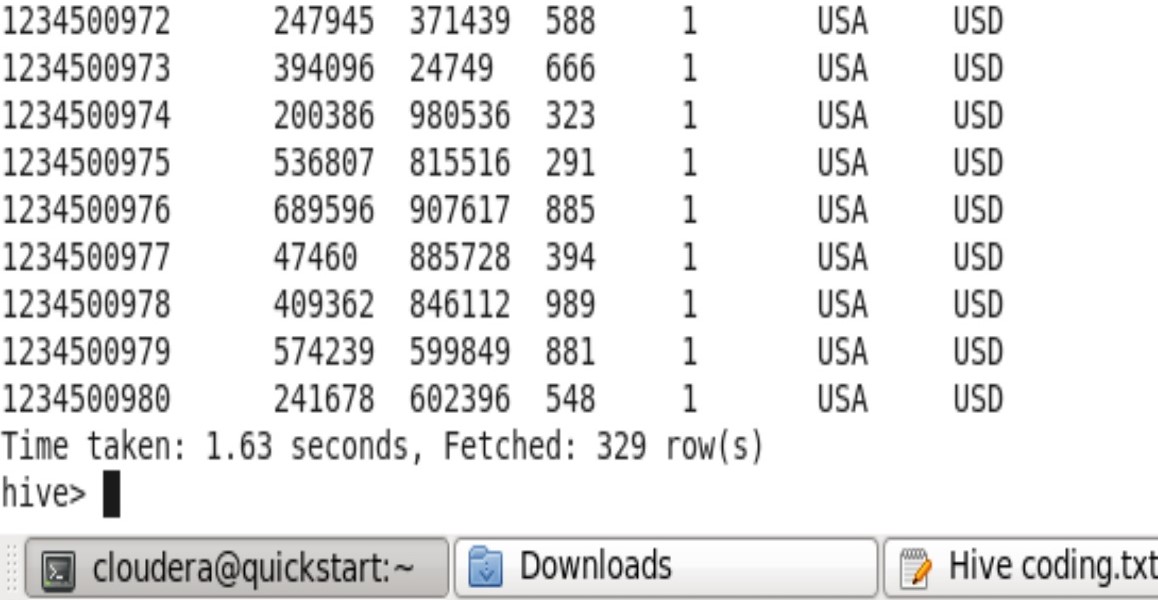 1234500972 247945 371439 588 1 USA USD
1234500973 394096 24749 666 1 USA USD
1234500974 200386 980536 323 1 USA USD
1234500975 536807 815516 291 1 USA USD
1234500976 689596 907617 885 1 USA USD
1234500977 47460 885728 394 1 USA USD
1234500978 409362 846112 989 1 USA USD
1234500979 574239 599849 881 1 USA USD
1234500980 241678 602396 548 1 USA USD
Time taken: 1.63 seconds, Fetched: 329 row(s)
hive>
cloudera@quickstart:~ Downloads Hive coding.txt